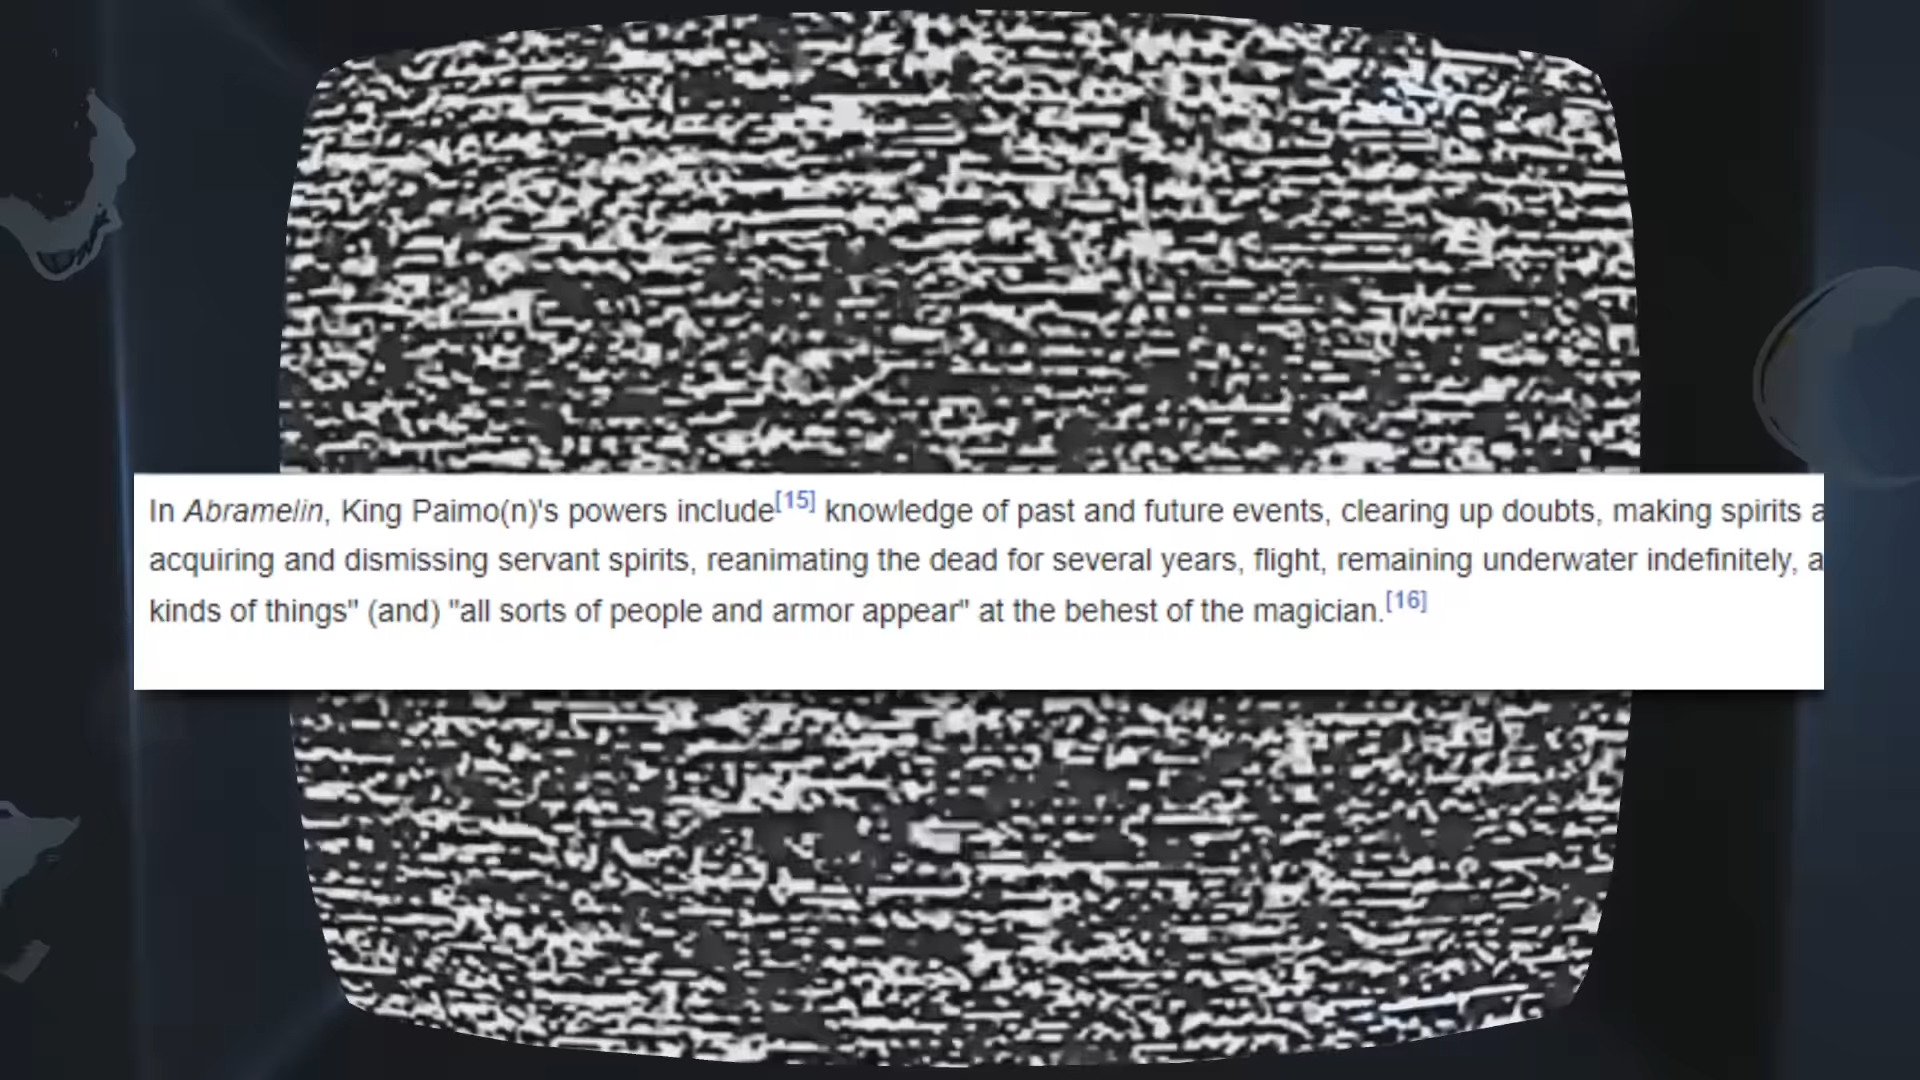 In Abramelin, King Paimo(n)'s powers include[15] knowledge of past and future events, clearing up doubts, making spirits a
acquiring and dismissing servant spirits, reanimating the dead for several years, flight, remaining underwater indefinitely, a
kinds of things" (and) "all sorts of people and armor appear" at the behest of the magician.[16]